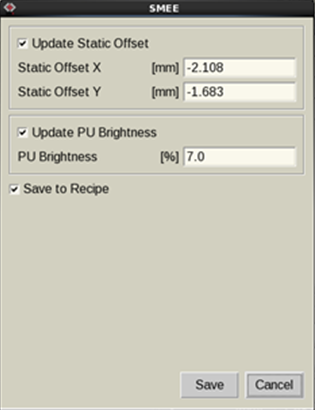 SMEE
Update Static Offset
Static Offset X [mm] -2.108
Static Offset Y [mm] -1.683
Update PU Brightness
PU Brightness [%] 7.0
Save to Recipe
Save Cancel